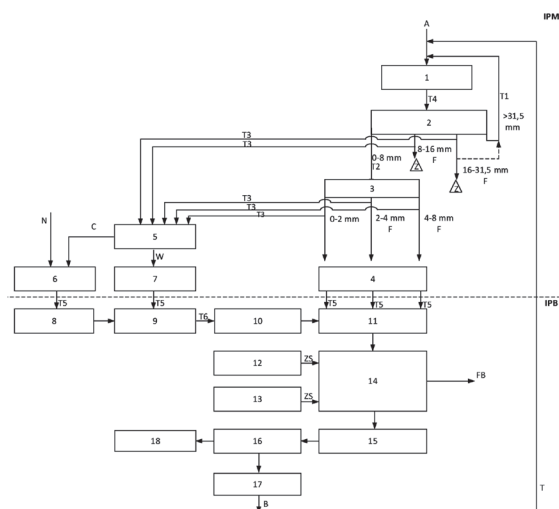 IPM
A
1
T4
T1
>31,5
mm
2
T3
T3
8-16 mm
F
0-8 mm
T2
Z
Z
16-31,5 mm
F
3
T3
T3
0-2 mm
2-4 mm
F
4-8 mm
F
N
C
5
W
6
7
4
T5
T5
T5
T5
T5
IPB
8
9
T6
10
11
12
ZS
14
FB
13
ZS
18
16
15
17
T
B